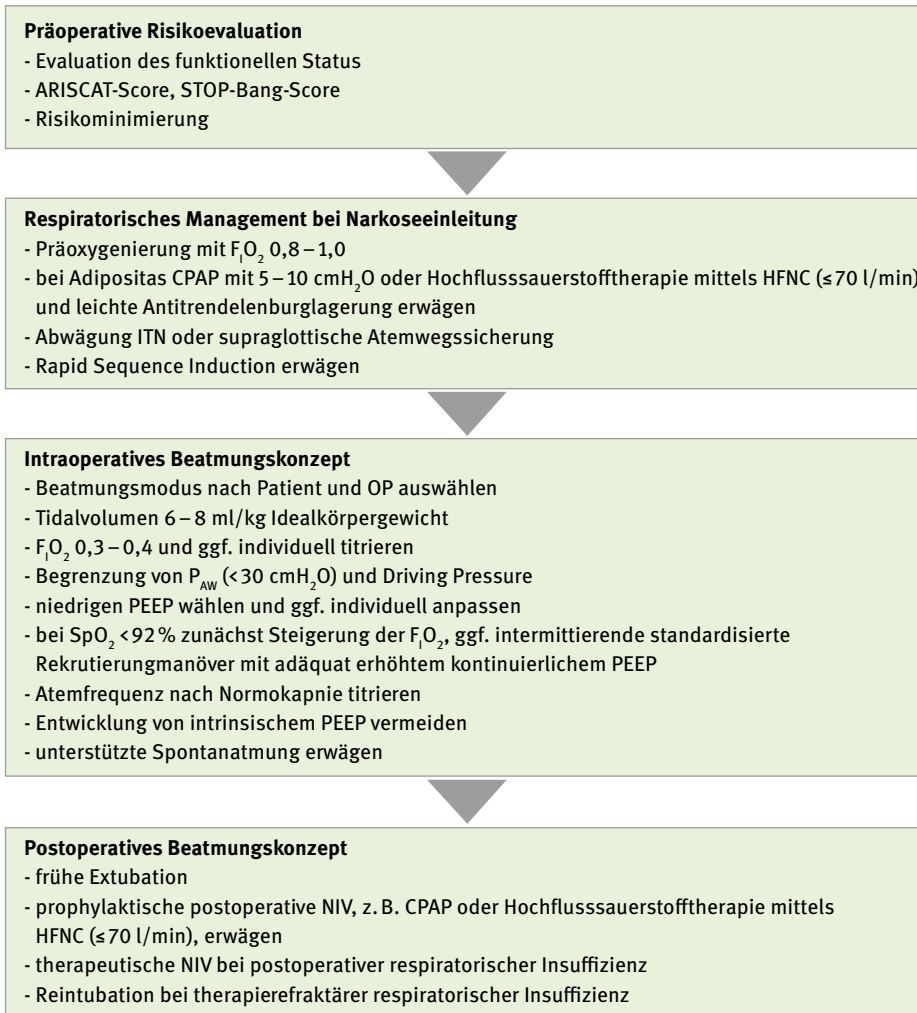 Präoperative Risikoevaluation
- Evaluation des funktionellen Status
- ARISCAT-Score, STOP-Bang-Score
- Risikominimierung
Respiratorisches Management bei Narkoseeinleitung
- Präoxygenierung mit FIO2 0,8–1,0
- bei Adipositas CPAP mit 5–10 cmH2O oder Hochflusssauerstofftherapie mittels HFNC (≤70 l/min)
und leichte Antitrendelenburglagerung erwägen
- Abwägung ITN oder supraglottische Atemwegssicherung
- Rapid Sequence Induction erwägen
Intraoperatives Beatmungskonzept
- Beatmungsmodus nach Patient und OP auswählen
- Tidalvolumen 6–8 ml/kg Idealkörpergewicht
- FIO2 0,3–0,4 und ggf. individuell titrieren
- Begrenzung von PAW (<30 cmH2O) und Driving Pressure
- niedrigen PEEP wählen und ggf. individuell anpassen
- bei SpO2 <92% zunächst Steigerung der FIO2, ggf. intermittierende standardisierte
Rekrutierungmanöver mit adäquat erhöhtem kontinuierlichem PEEP
- Atemfrequenz nach Normokapnie titrieren
- Entwicklung von intrinsischem PEEP vermeiden
- unterstützte Spontanatmung erwägen
Postoperatives Beatmungskonzept
- frühe Extubation
- prophylaktische postoperative NIV, z. B. CPAP oder Hochflusssauerstofftherapie mittels
HFNC (≤70 l/min), erwägen
- therapeutische NIV bei postoperativer respiratorischer Insuffizienz
- Reintubation bei therapierefraktärer respiratorischer Insuffizienz